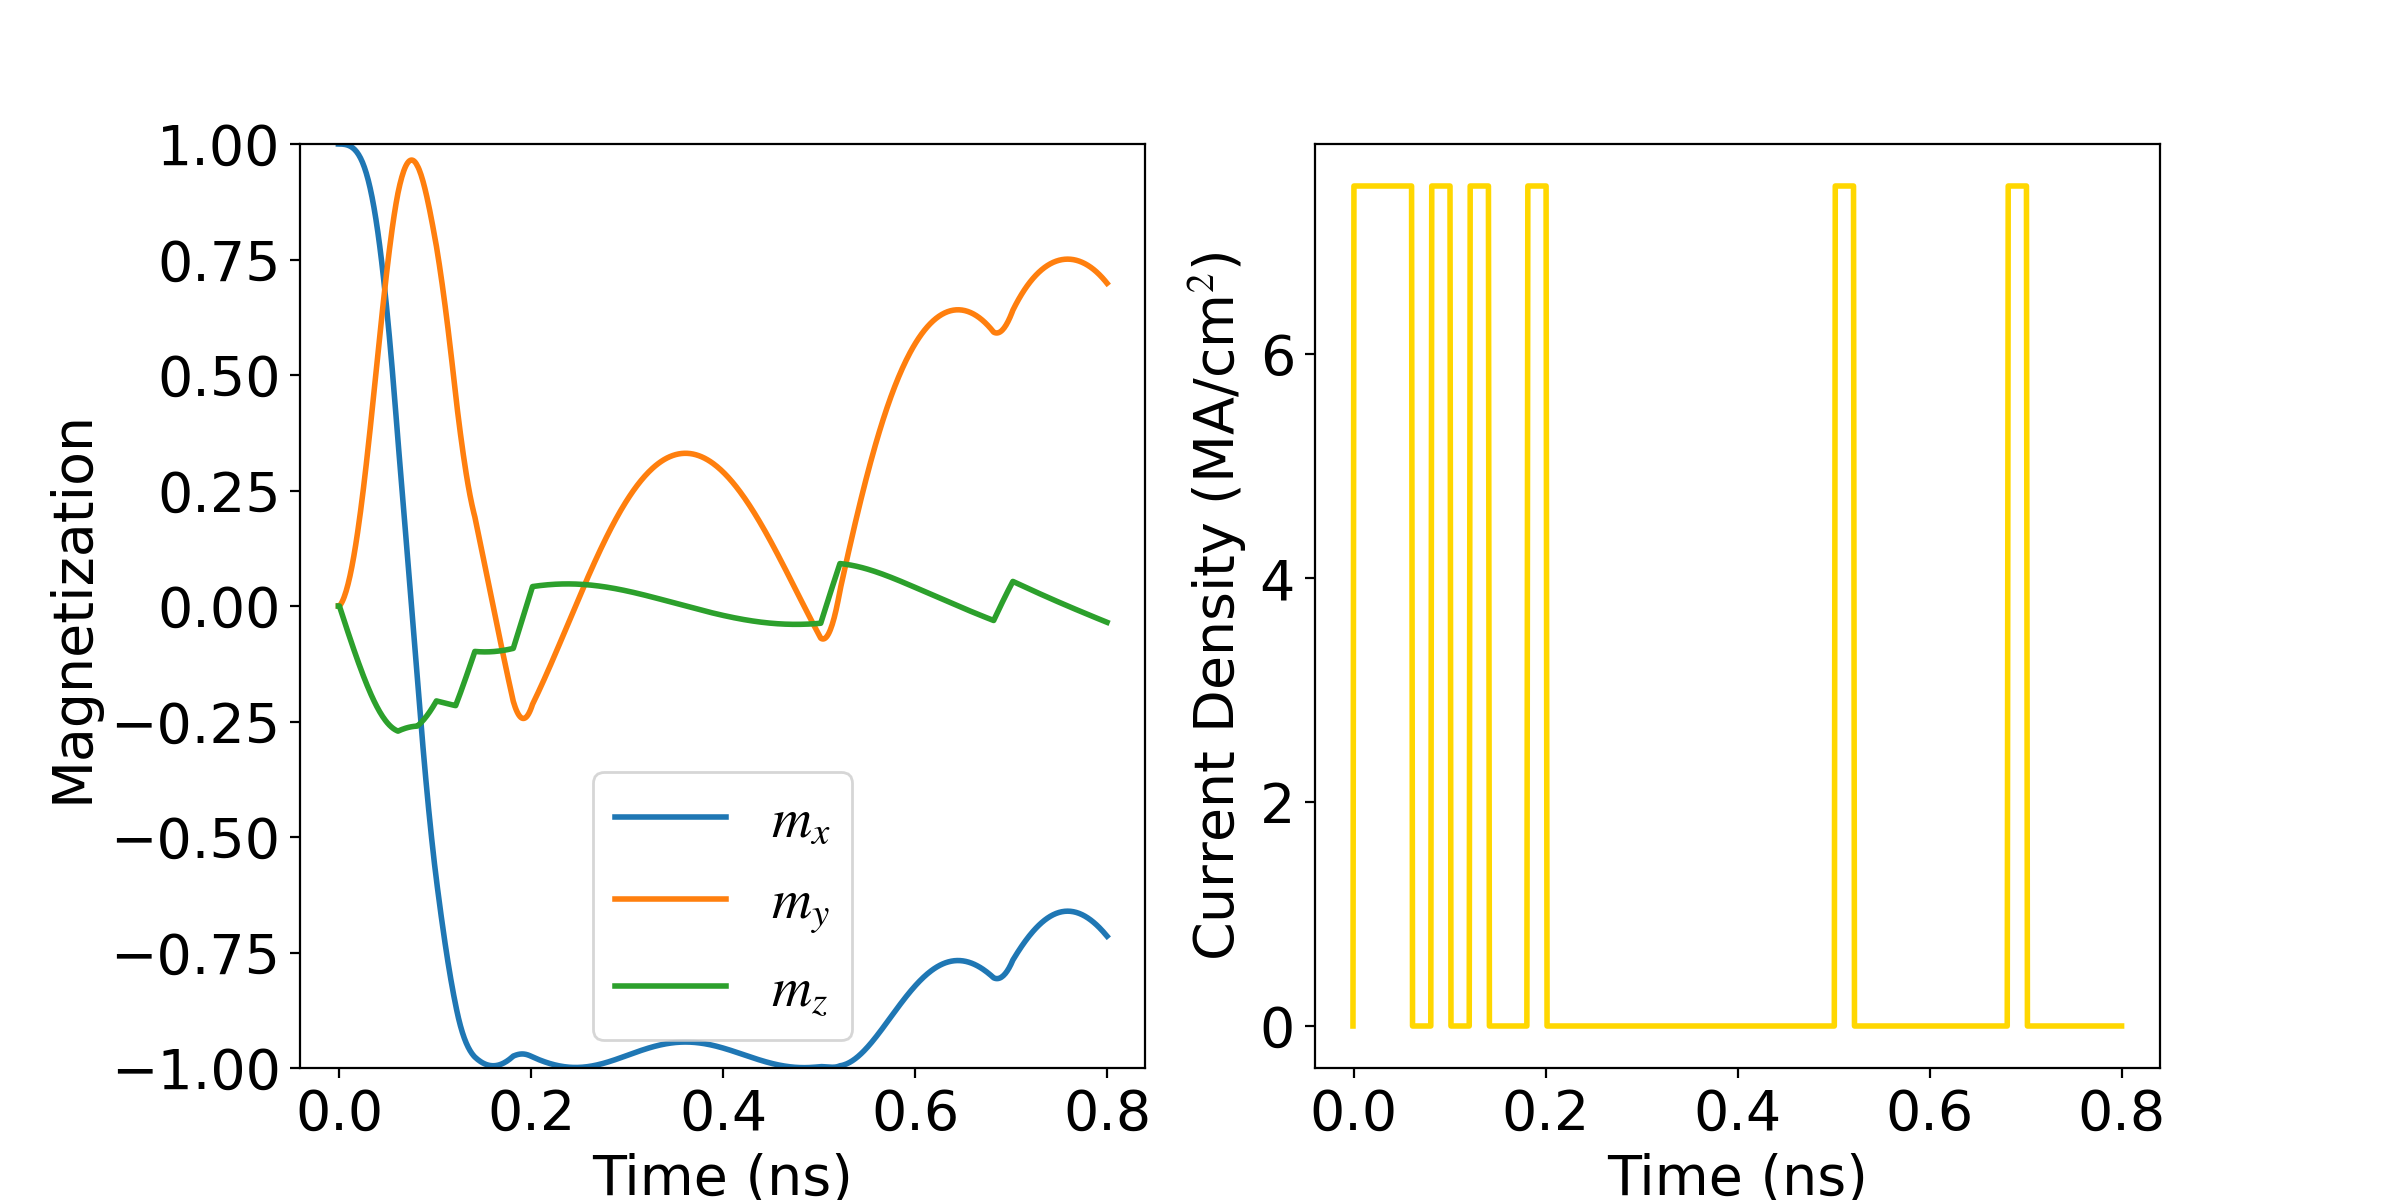 Magnetization
1.00
0.75
0.50
0.25
0.00
−0.25
−0.50
−0.75
−1.00
m_x
m_y
m_z
0.0 0.2 0.4 0.6 0.8
Time (ns)
Current Density (MA/cm²)
6
4
2
0
0.0 0.2 0.4 0.6 0.8
Time (ns)